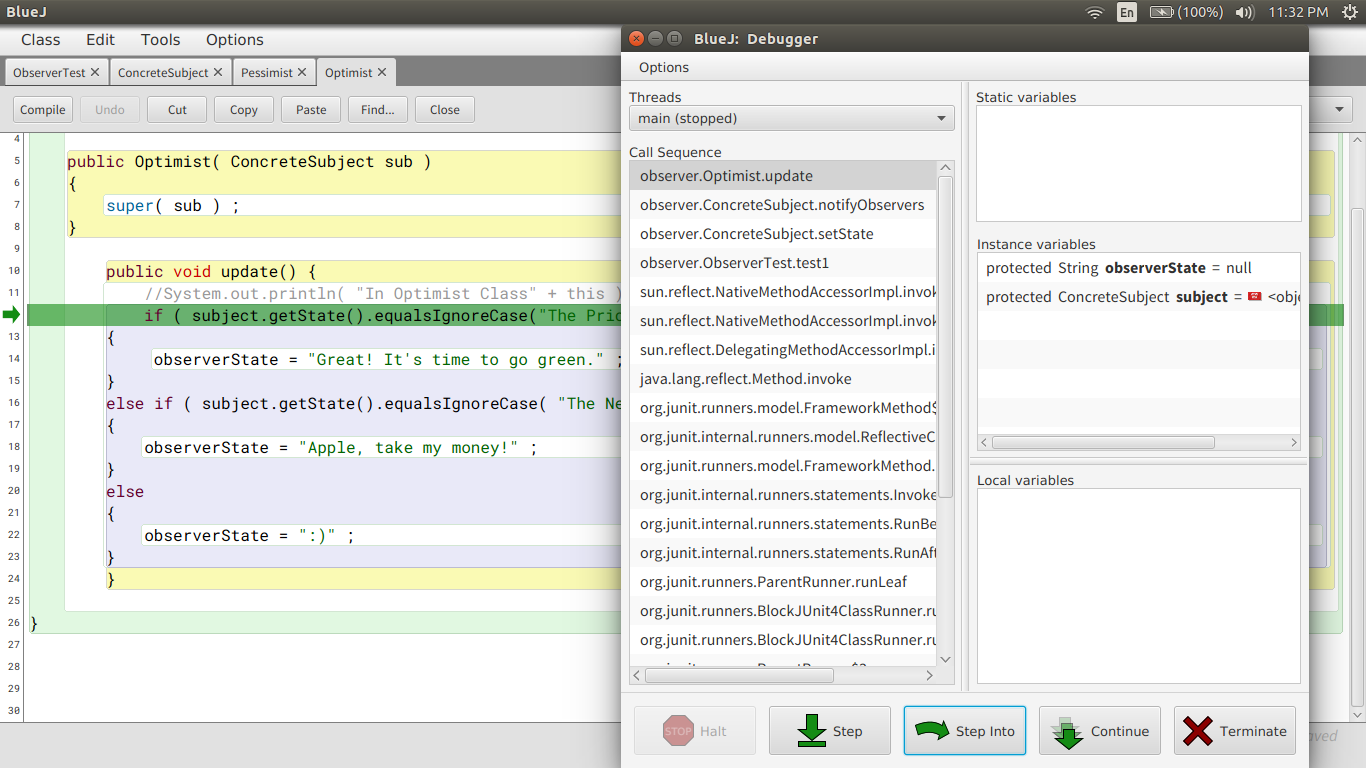 BlueJ
En
(100%)
11:32 PM
Class Edit Tools Options
ObserverTest ConcreteSubject Pessimist Optimist
Compile Undo Cut Copy Paste Find... Close
4
5 public Optimist( ConcreteSubject sub )
6 {
7 super( sub ) ;
8 }
9
10 public void update() {
11 //System.out.println( "In Optimist Class" + this )
if ( subject.getState().equalsIgnoreCase("The
13 {
14 observerState = "Great! It's time to go green." ;
15 }
16 else if ( subject.getState().equalsIgnoreCase( "The
17 {
18 observerState = "Apple, take my money!" ;
19 }
20 else
21 {
22 observerState = ":)" ;
23 }
24 }
25
26 }
27
28
29
30
BlueJ: Debugger
Options
Threads
main (stopped)
Call Sequence
observer.Optimist.update
observer.ConcreteSubject.notifyObservers
observer.ConcreteSubject.setState
observer.ObserverTest.test1
sun.reflect.NativeMethodAccessorImpl.invok
sun.reflect.NativeMethodAccessorImpl.invok
sun.reflect.DelegatingMethodAccessorImpl.i
java.lang.reflect.Method.invoke
org.junit.runners.model.FrameworkMethod$
org.junit.internal.runners.model.ReflectiveC
org.junit.runners.model.FrameworkMethod.
org.junit.internal.runners.statements.Invoke
org.junit.internal.runners.statements.RunBe
org.junit.internal.runners.statements.RunAft
org.junit.runners.ParentRunner.runLeaf
org.junit.runners.BlockJUnit4ClassRunner.ru
org.junit.runners.BlockJUnit4ClassRunner.ru
Static variables
Instance variables
protected String observerState = null
protected ConcreteSubject subject = <obje
Local variables
STOP Halt
Step
Step Into
Continue
Terminate